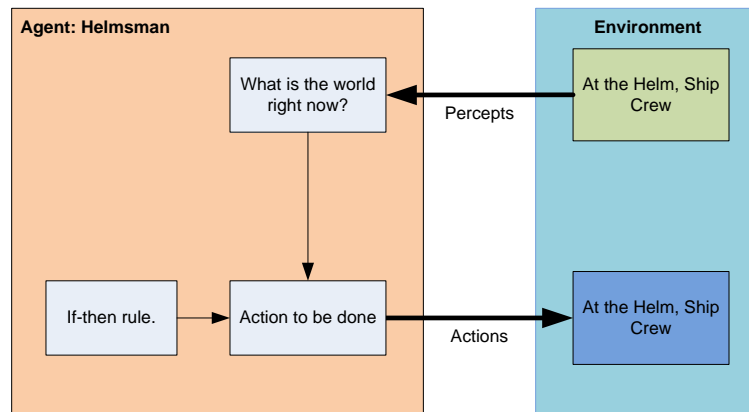 Agent: Helmsman
Environment
What is the world
right now?
At the Helm, Ship
Crew
Percepts
If-then rule.
Action to be done
At the Helm, Ship
Crew
Actions